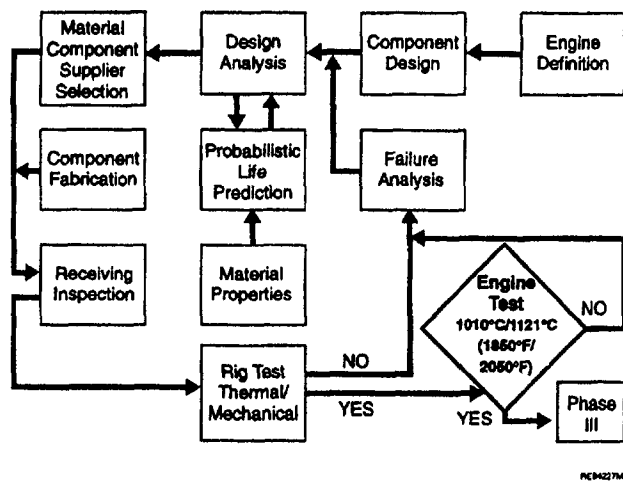 Material
Component
Supplier
Selection
Design
Analysis
Component
Design
Engine
Definition
Component
Fabrication
Probabilistic
Life
Prediction
Failure
Analysis
Receiving
Inspection
Material
Properties
Engine
Test
1010°C/1121°C
(1850°F/
2050°F)
NO
Rig Test
Thermal/
Mechanical
NO
YES
YES
Phase
III